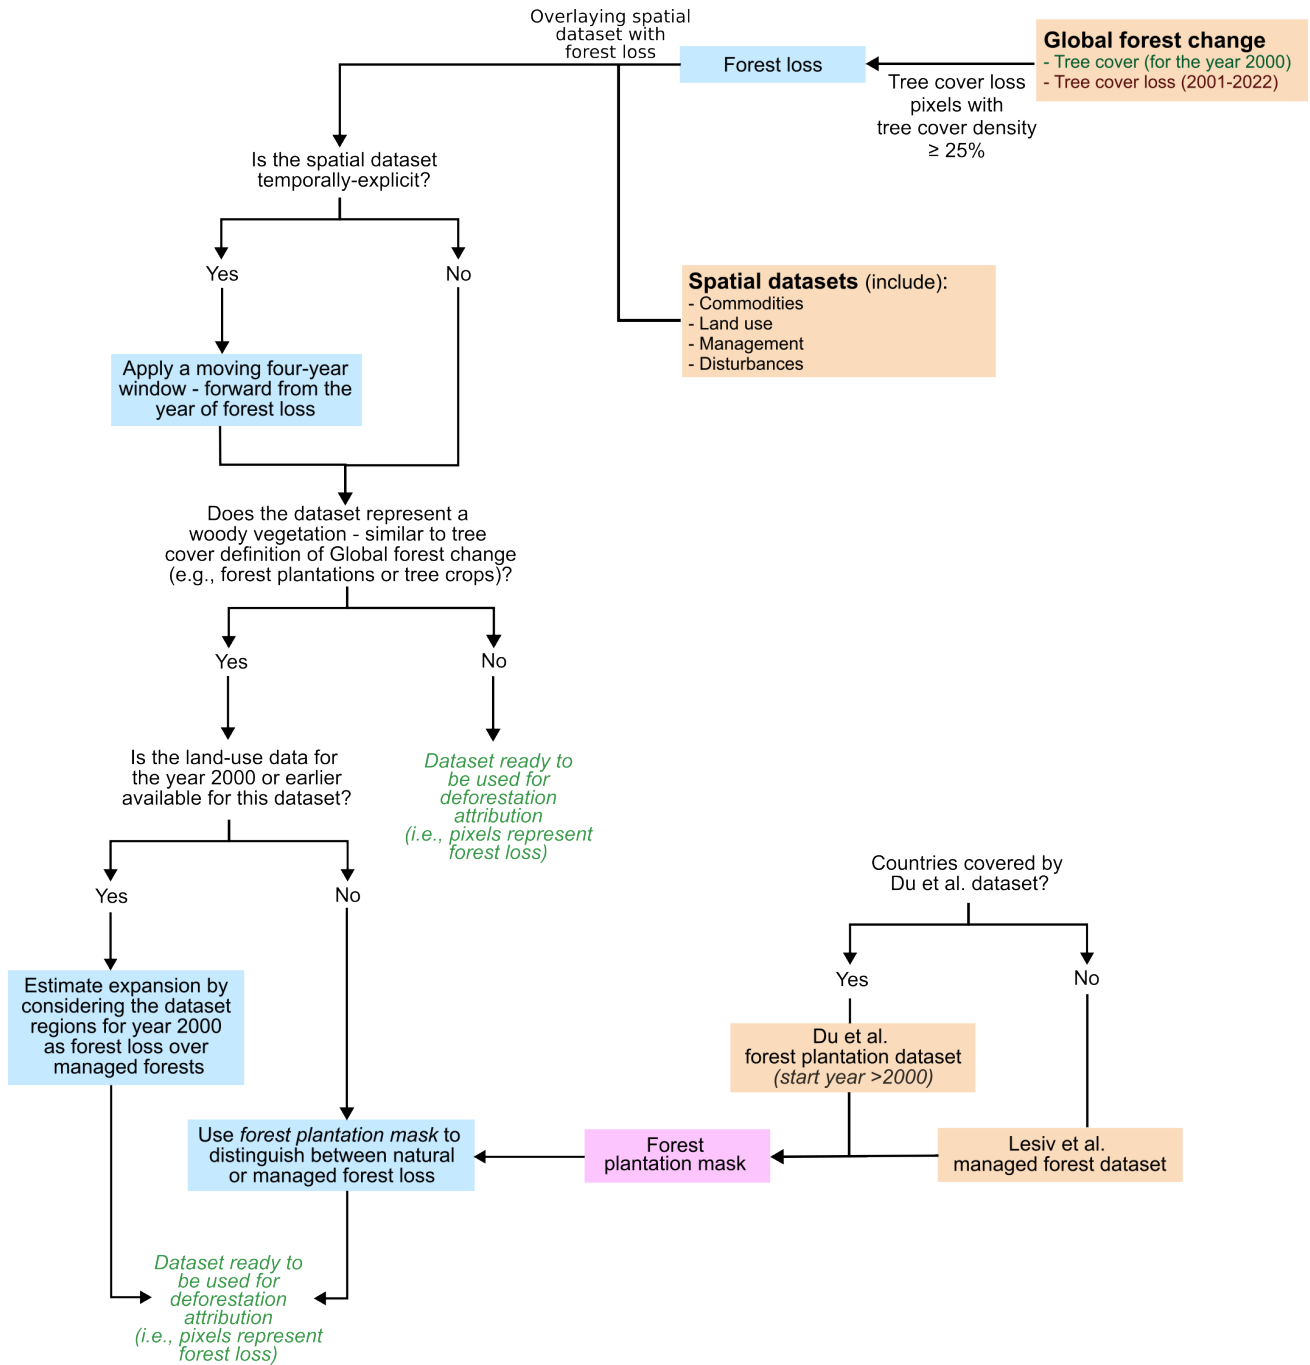 Overlaying spatial
dataset with
forest loss
Forest loss
Global forest change
- Tree cover (for the year 2000)
- Tree cover loss (2001-2022)
Tree cover loss
pixels with
tree cover density
≥ 25%
Is the spatial dataset
temporally-explicit?
Yes
No
Spatial datasets (include):
- Commodities
- Land use
- Management
- Disturbances
Apply a moving four-year
window - forward from the
year of forest loss
Does the dataset represent a
woody vegetation - similar to tree
cover definition of Global forest change
(e.g., forest plantations or tree crops)?
Yes
No
Is the land-use data for
the year 2000 or earlier
available for this dataset?
Dataset ready to
be used for
deforestation
attribution
(i.e., pixels represent
forest loss)
Yes
No
Countries covered by
Du et al. dataset?
Yes
No
Estimate expansion by
considering the dataset
regions for year 2000
as forest loss over
managed forests
Du et al.
forest plantation dataset
(start year >2000)
Use forest plantation mask to
distinguish between natural
or managed forest loss
Forest
plantation mask
Lesiv et al.
managed forest dataset
Dataset ready to
be used for
deforestation
attribution
(i.e., pixels represent
forest loss)